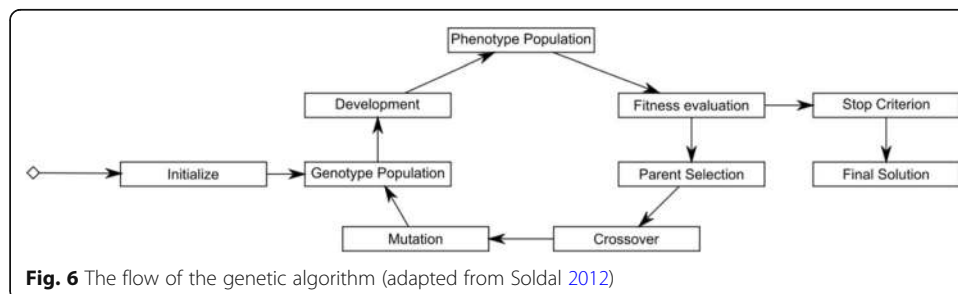 Phenotype Population
Development
Fitness evaluation
Stop Criterion
Initialize
Genotype Population
Parent Selection
Final Solution
Mutation
Crossover
Fig. 6 The flow of the genetic algorithm (adapted from Soldal 2012)